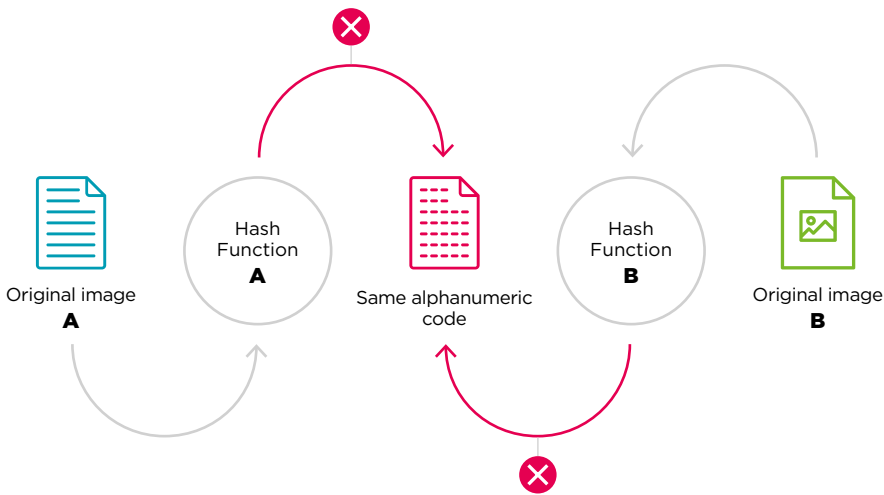 Original image
A
Hash
Function
A
Same alphanumeric
code
Hash
Function
B
Original image
B